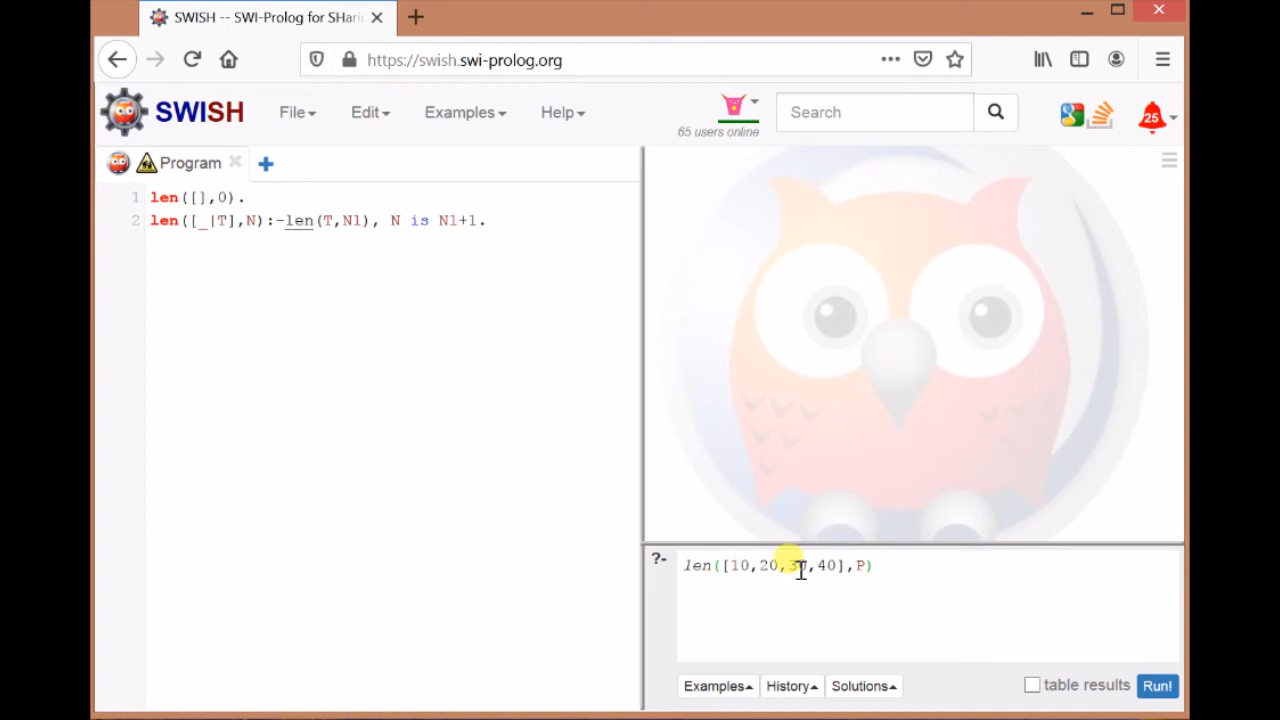 SWISH -- SWI-Prolog for SHari
https://swish.swi-prolog.org
SWISH File Edit Examples Help 65 users online Search 25
Program
1 len([],0).
2 len([_|T],N):-len(T,N1), N is N1+1.
?- len([10,20,30,40],P)
Examples History Solutions table results Run!